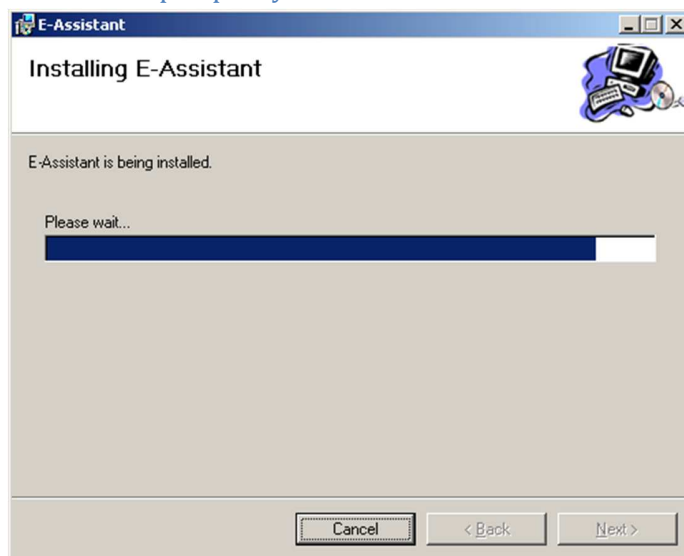 E-Assistant
Installing E-Assistant
E-Assistant is being installed.
Please wait...
Cancel
< Back
Next >